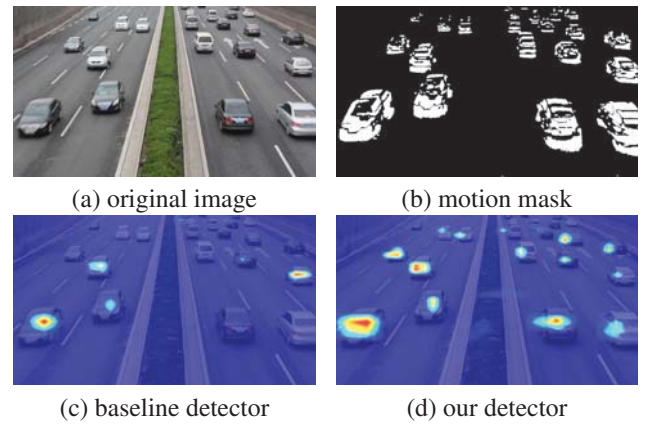 (a) original image
(b) motion mask
(c) baseline detector
(d) our detector